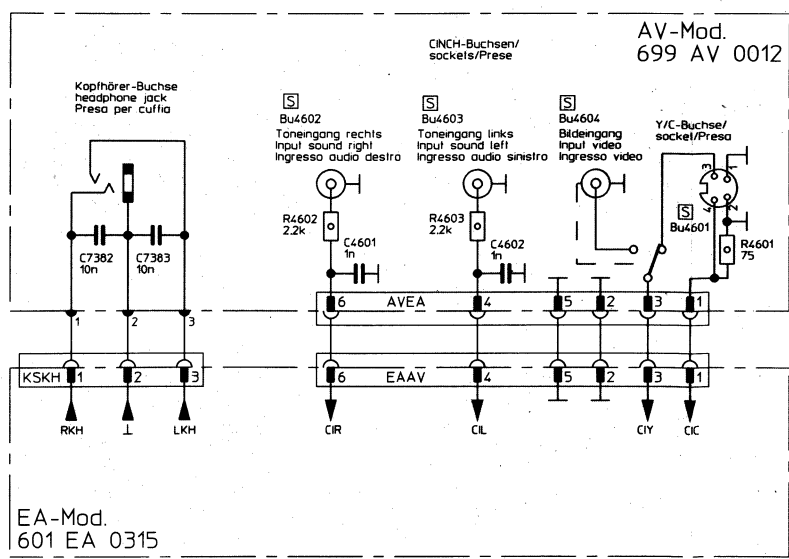 AV-Mod.
699 AV 0012
CINCH-Buchsen/
sockets/Prese
Kopfhörer-Buchse
headphone jack
Presa per cuffia
S
Bu4602
Toneingang rechts
Input sound right
Ingresso audio destro
S
Bu4603
Toneingang links
Input sound left
Ingresso audio sinistro
S
Bu4604
Bildeingang
Input video
Ingresso video
Y/C-Buchse/
socket/Presa
3
1
4
2
S
Bu4601
R4602
2.2k
R4603
2.2k
R4601
75
C7382
10n
C7383
10n
C4601
1n
C4602
1n
6
AVEA
4
5
2
3
1
1
2
3
KSKH
1
2
3
6
EAAV
4
5
2
3
1
RKH
⊥
LKH
CIR
CIL
CIY
CIC
EA-Mod.
601 EA 0315